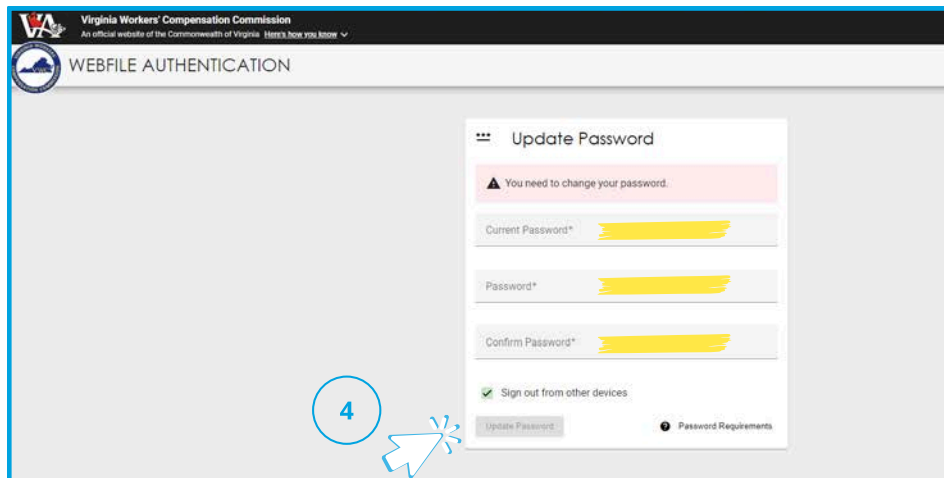 VA
Virginia Workers' Compensation Commission
An official website of the Commonwealth of Virginia Here's how you know
WEBFILE AUTHENTICATION
Update Password
You need to change your password.
Current Password*
Password*
Confirm Password*
Sign out from other devices
4
Update Password
Password Requirements